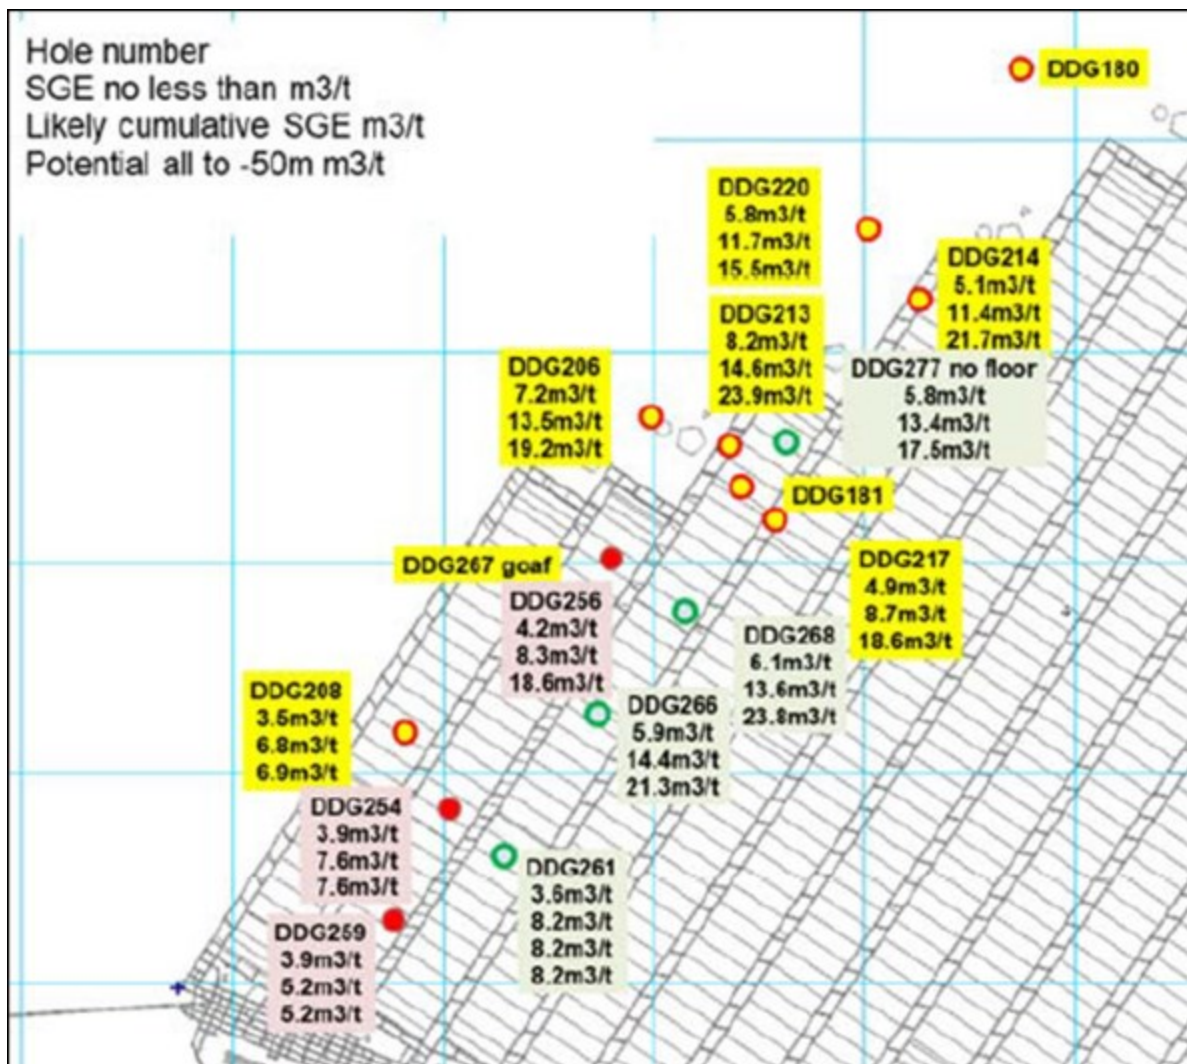 Hole number
SGE no less than m3/t
Likely cumulative SGE m3/t
Potential all to -50m m3/t
DDG180
DDG220
5.8m3/t
11.7m3/t
15.5m3/t
DDG214
5.1m3/t
11.4m3/t
21.7m3/t
DDG213
8.2m3/t
14.6m3/t
23.9m3/t
DDG206
7.2m3/t
13.5m3/t
19.2m3/t
DDG277 no floor
5.8m3/t
13.4m3/t
17.5m3/t
DDG181
DDG267 goaf
DDG217
4.9m3/t
8.7m3/t
18.6m3/t
DDG256
4.2m3/t
8.3m3/t
18.6m3/t
DDG268
6.1m3/t
13.6m3/t
23.8m3/t
DDG208
3.5m3/t
6.8m3/t
6.9m3/t
DDG266
5.9m3/t
14.4m3/t
21.3m3/t
DDG254
3.9m3/t
7.6m3/t
7.6m3/t
DDG261
3.6m3/t
8.2m3/t
8.2m3/t
8.2m3/t
DDG259
3.9m3/t
5.2m3/t
5.2m3/t